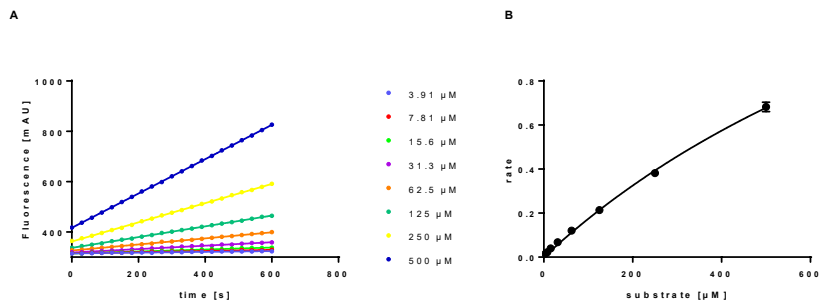 A
B
Fluorescence [mAU]
1000
800
600
400
0
200
400
600
800
time [s]
3.91 µM
7.81 µM
15.6 µM
31.3 µM
62.5 µM
125 µM
250 µM
500 µM
rate
0.8
0.6
0.4
0.2
0.0
0
200
400
600
substrate [µM]